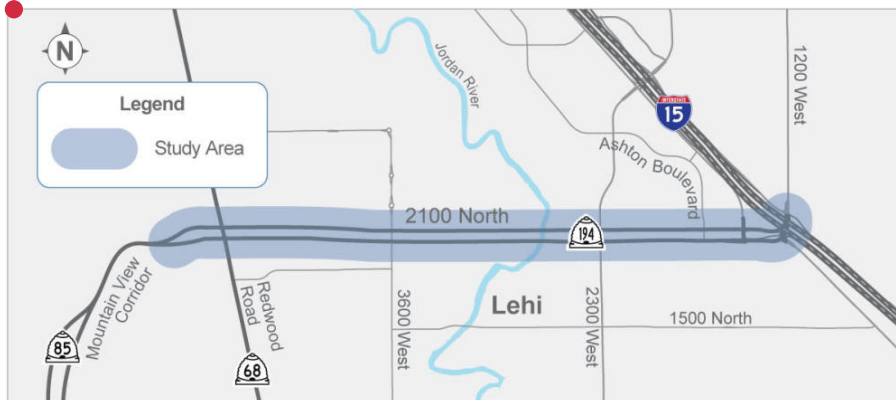 N
Legend
Study Area
Jordan River
INTERSTATE
15
1200 West
Ashton Boulevard
2100 North
194
Mountain View
Corridor
Redwood
Road
3600 West
Lehi
2300 West
1500 North
85
68